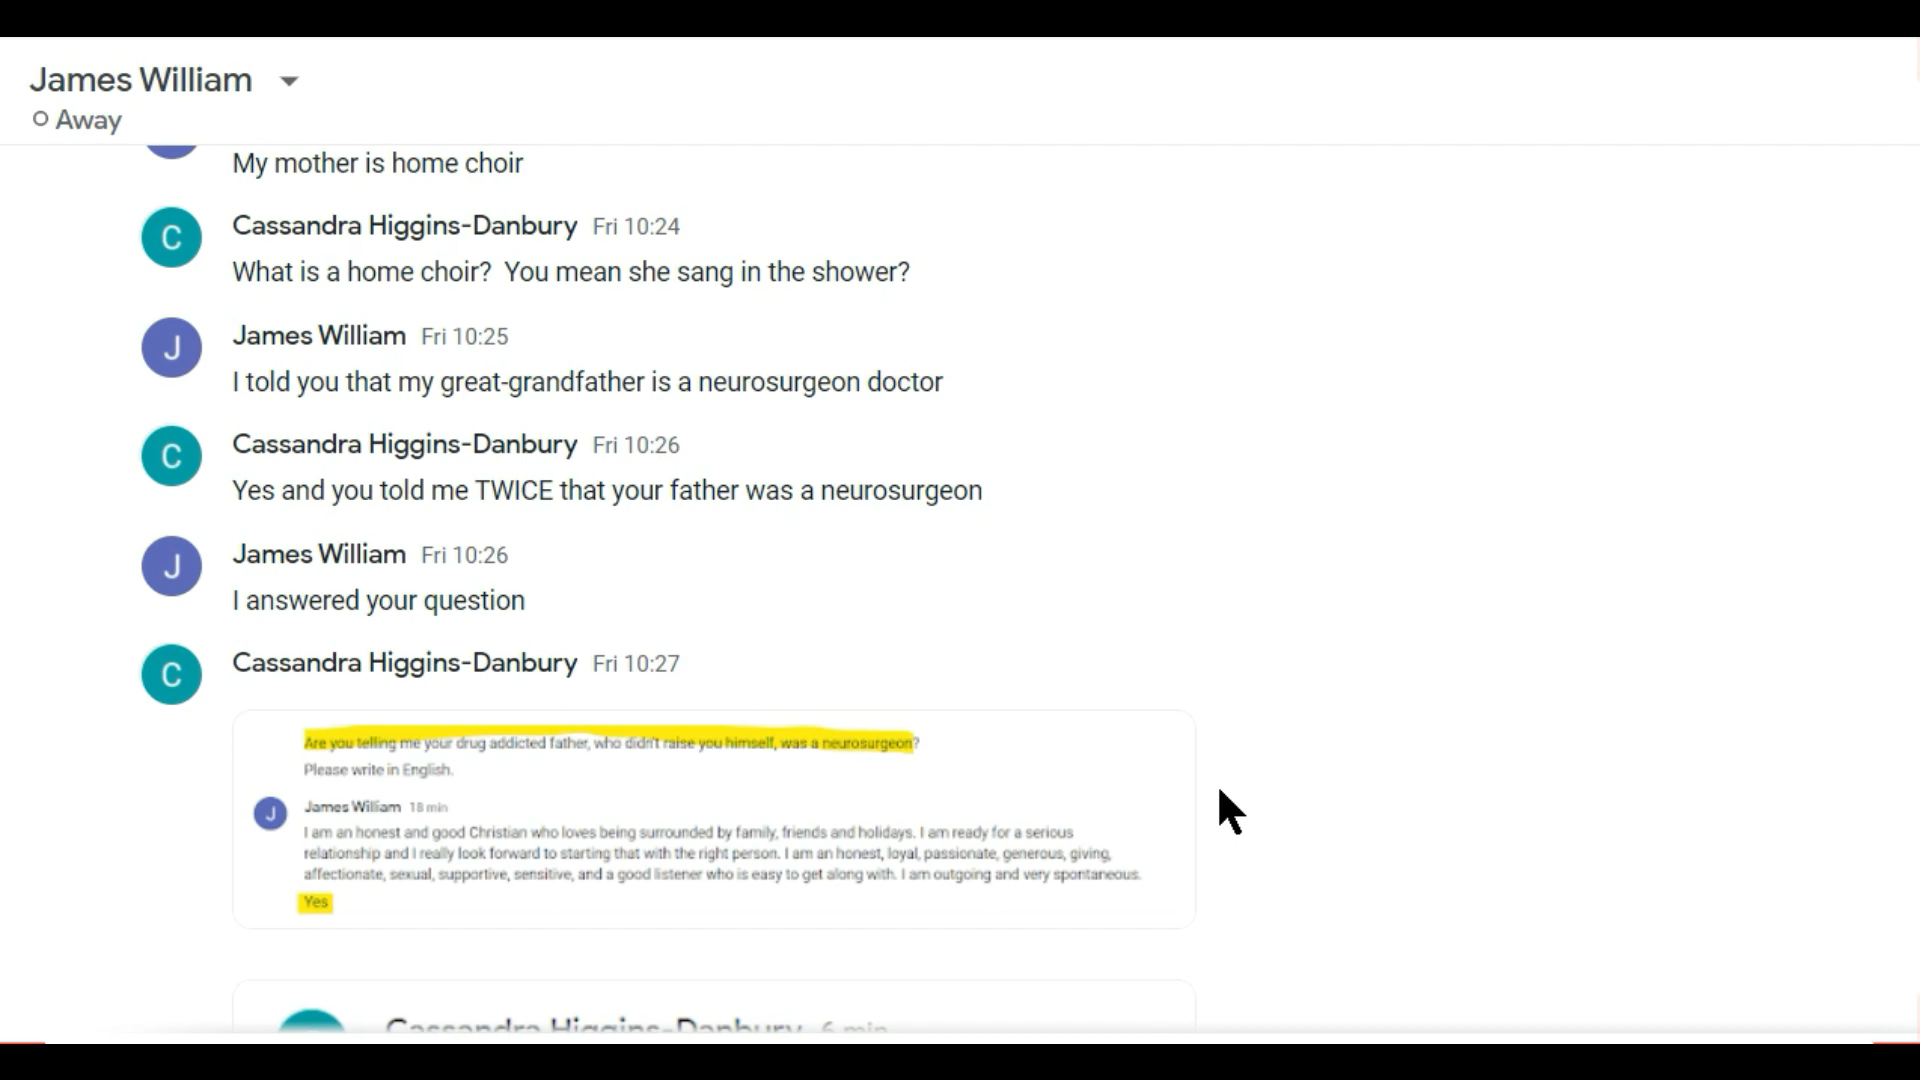 James William
Away
My mother is home choir
C
Cassandra Higgins-Danbury Fri 10:24
What is a home choir?  You mean she sang in the shower?
J
James William Fri 10:25
I told you that my great-grandfather is a neurosurgeon doctor
C
Cassandra Higgins-Danbury Fri 10:26
Yes and you told me TWICE that your father was a neurosurgeon
J
James William Fri 10:26
I answered your question
C
Cassandra Higgins-Danbury Fri 10:27
Are you telling me your drug addicted father, who didn't raise you himself, was a neurosurgeon?
Please write in English.
J
James William 18 min
I am an honest and good Christian who loves being surrounded by family, friends and holidays. I am ready for a serious
relationship and I really look forward to starting that with the right person. I am an honest, loyal, passionate, generous, giving,
affectionate, sexual, supportive, sensitive, and a good listener who is easy to get along with. I am outgoing and very spontaneous.
Yes
Cassandra Higgins-Danbury 6 min